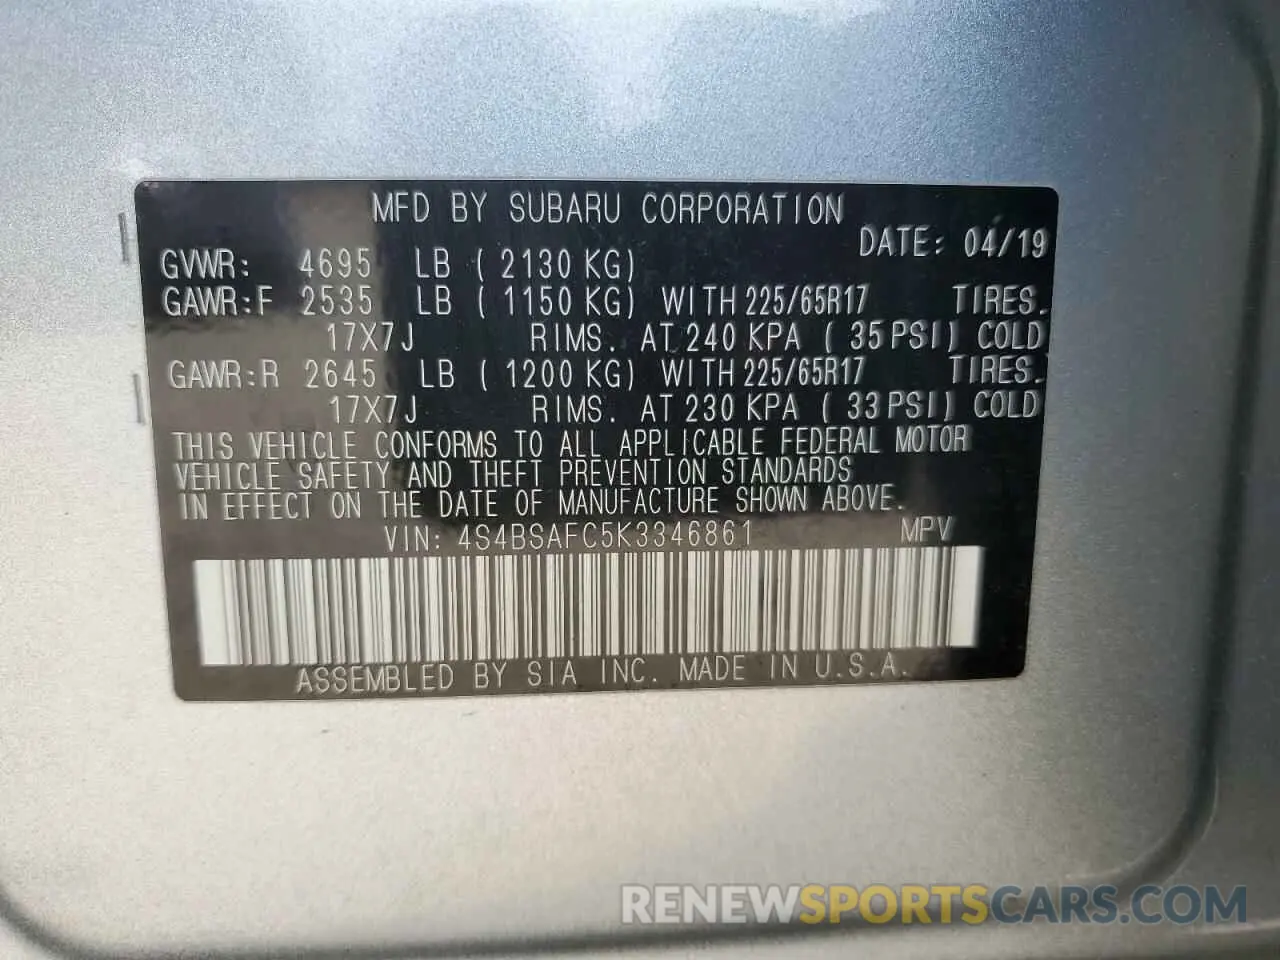 MFD BY SUBARU CORPORATION
DATE: 04/19
GVWR: 4695 LB ( 2130 KG)
GAWR:F 2535 LB ( 1150 KG) WITH 225/65R17 TIRES.
17X7J RIMS. AT 240 KPA ( 35 PSI) COLD
GAWR:R 2645 LB ( 1200 KG) WITH 225/65R17 TIRES.
17X7J RIMS. AT 230 KPA ( 33 PSI) COLD
THIS VEHICLE CONFORMS TO ALL APPLICABLE FEDERAL MOTOR
VEHICLE SAFETY AND THEFT PREVENTION STANDARDS
IN EFFECT ON THE DATE OF MANUFACTURE SHOWN ABOVE.
VIN: 4S4BSAFC5K3346861 MPV
ASSEMBLED BY SIA INC. MADE IN U.S.A.
RENEWSPORTSCARS.COM